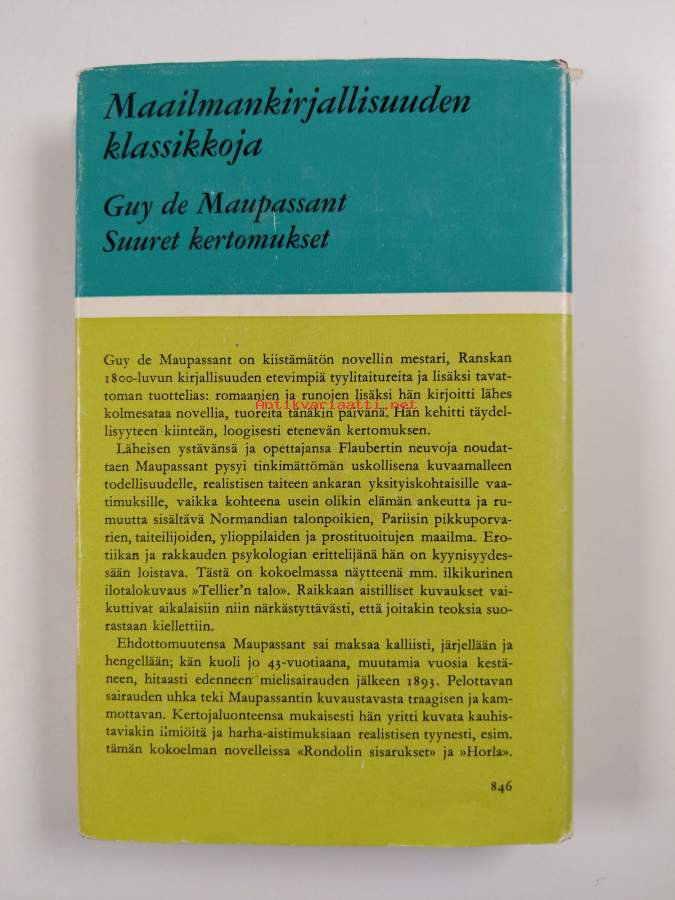 Maailmankirjallisuuden
klassikkoja
Guy de Maupassant
Suuret kertomukset
Guy de Maupassant on kiistämätön novellin mestari, Ranskan
1800-luvun kirjallisuuden etevimpiä tyylitaitureita ja lisäksi tavat-
toman tuottelias: romaanien ja runojen lisäksi hän kirjoitti lähes
kolmesataa novellia, tuoreita tänäkin päivänä. Hän kehitti täydel-
Antikvariaatti.net
lisyyteen kiinteän, loogisesti etenevän kertomuksen.
Läheisen ystävänsä ja opettajansa Flaubertin neuvoja noudat-
taen Maupassant pysyi tinkimättömän uskollisena kuvaamalleen
todellisuudelle, realistisen taiteen ankaran yksityiskohtaisille vaa-
timuksille, vaikka kohteena usein olikin elämän ankeutta ja ru-
muutta sisältävä Normandian talonpoikien, Pariisin pikkuporva-
rien, taiteilijoiden, ylioppilaiden ja prostituoitujen maailma. Ero-
tiikan ja rakkauden psykologian erittelijänä hän on kyynisyydes-
sään loistava. Tästä on kokoelmassa näytteenä mm. ilkikurinen
ilotalokuvaus »Tellier'n talo». Raikkaan aistilliset kuvaukset vai-
kuttivat aikalaisiin niin närkästyttävästi, että joitakin teoksia suo-
rastaan kiellettiin.
Ehdottomuutensa Maupassant sai maksaa kalliisti, järjellään ja
hengellään; kän kuoli jo 43-vuotiaana, muutamia vuosia kestä-
neen, hitaasti edenneen mielisairauden jälkeen 1893. Pelottavan
sairauden uhka teki Maupassantin kuvaustavasta traagisen ja kam-
mottavan. Kertojaluonteensa mukaisesti hän yritti kuvata kauhis-
taviakin ilmiöitä ja harha-aistimuksiaan realistisen tyynesti, esim.
tämän kokoelman novelleissa «Rondolin sisarukset» ja »Horla».
846